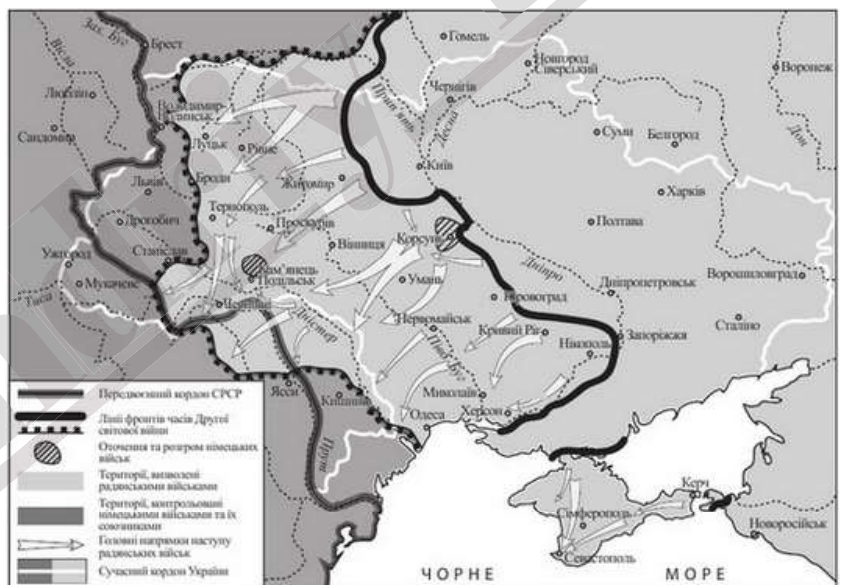 Гомель
Новгород
Сіверський
Воронеж
Чернігів
Зах. Буг
Брест
Вісла
Люблін
Сандомир
Володимир-
Волинськ
Прип'ять
Десна
Дон
Луцьк
Рівне
Київ
Суми
Бєлгород
Житомир
Львів
Броди
Харків
Дрогобич
Тернополь
Проскурів
Вінниця
Корсунь
Полтава
Станіслав
Ужгород
Мукачеве
Тиса
Кам'янець
Подільськ
Умань
Дніпро
Дніпропетровськ
Ворошиловград
Чернівці
Дністер
Кіровоград
Сталіно
Первомайськ
Кривий Ріг
Нікополь
Запоріжжя
Півд. Буг
Ясси
Кишинів
Миколаїв
Одеса
Херсон
Прут
Керч
Сімферополь
Новоросійськ
Севастополь
ЧОРНЕ МОРЕ
Передвоєнний кордон СРСР
Лінії фронтів часів Другої
світової війни
Оточення та розгром німецьких
військ
Території, визволені
радянськими військами
Території, контрольовані
німецькими військами та їх
союзниками
Головні напрямки наступу
радянських військ
Сучасний кордон України